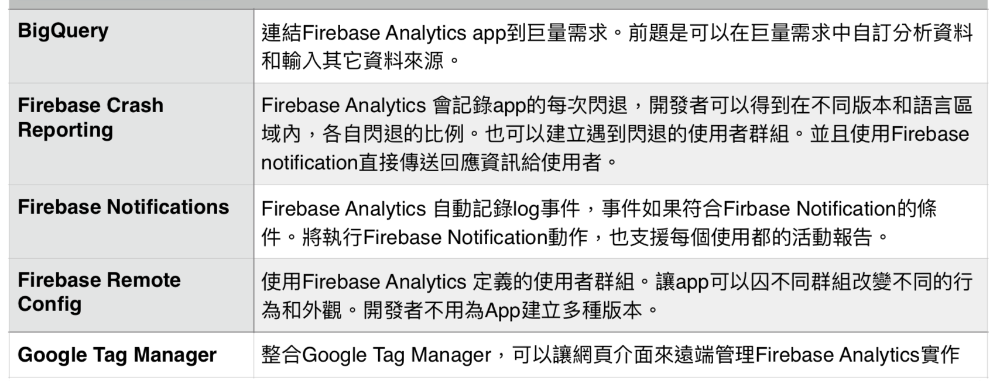 BigQuery
連結Firebase Analytics app到巨量需求。前題是可以在巨量需求中自訂分析資料
和輸入其它資料來源。
Firebase Crash
Reporting
Firebase Analytics 會記錄app的每次閃退，開發者可以得到在不同版本和語言區
域內，各自閃退的比例。也可以建立遇到閃退的使用者群組。並且使用Firebase
notification直接傳送回應資訊給使用者。
Firebase Notifications
Firebase Analytics 自動記錄log事件，事件如果符合Firbase Notification的條
件。將執行Firebase Notification動作，也支援每個使用都的活動報告。
Firebase Remote
Config
使用Firebase Analytics 定義的使用者群組。讓app可以囚不同群組改變不同的行
為和外觀。開發者不用為App建立多種版本。
Google Tag Manager
整合Google Tag Manager，可以讓網頁介面來遠端管理Firebase Analytics實作